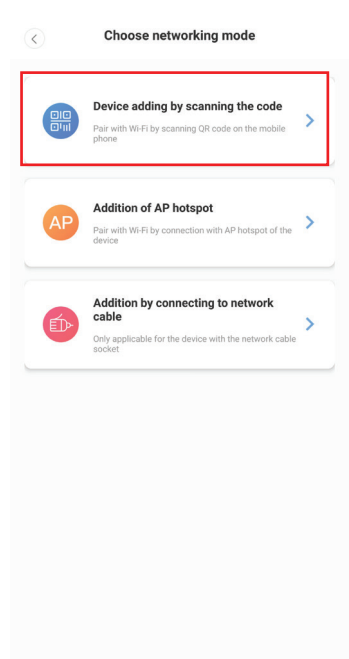 Choose networking mode
Device adding by scanning the code
Pair with Wi-Fi by scanning QR code on the mobile
phone
AP
Addition of AP hotspot
Pair with Wi-Fi by connection with AP hotspot of the
device
Addition by connecting to network
cable
Only applicable for the device with the network cable
socket